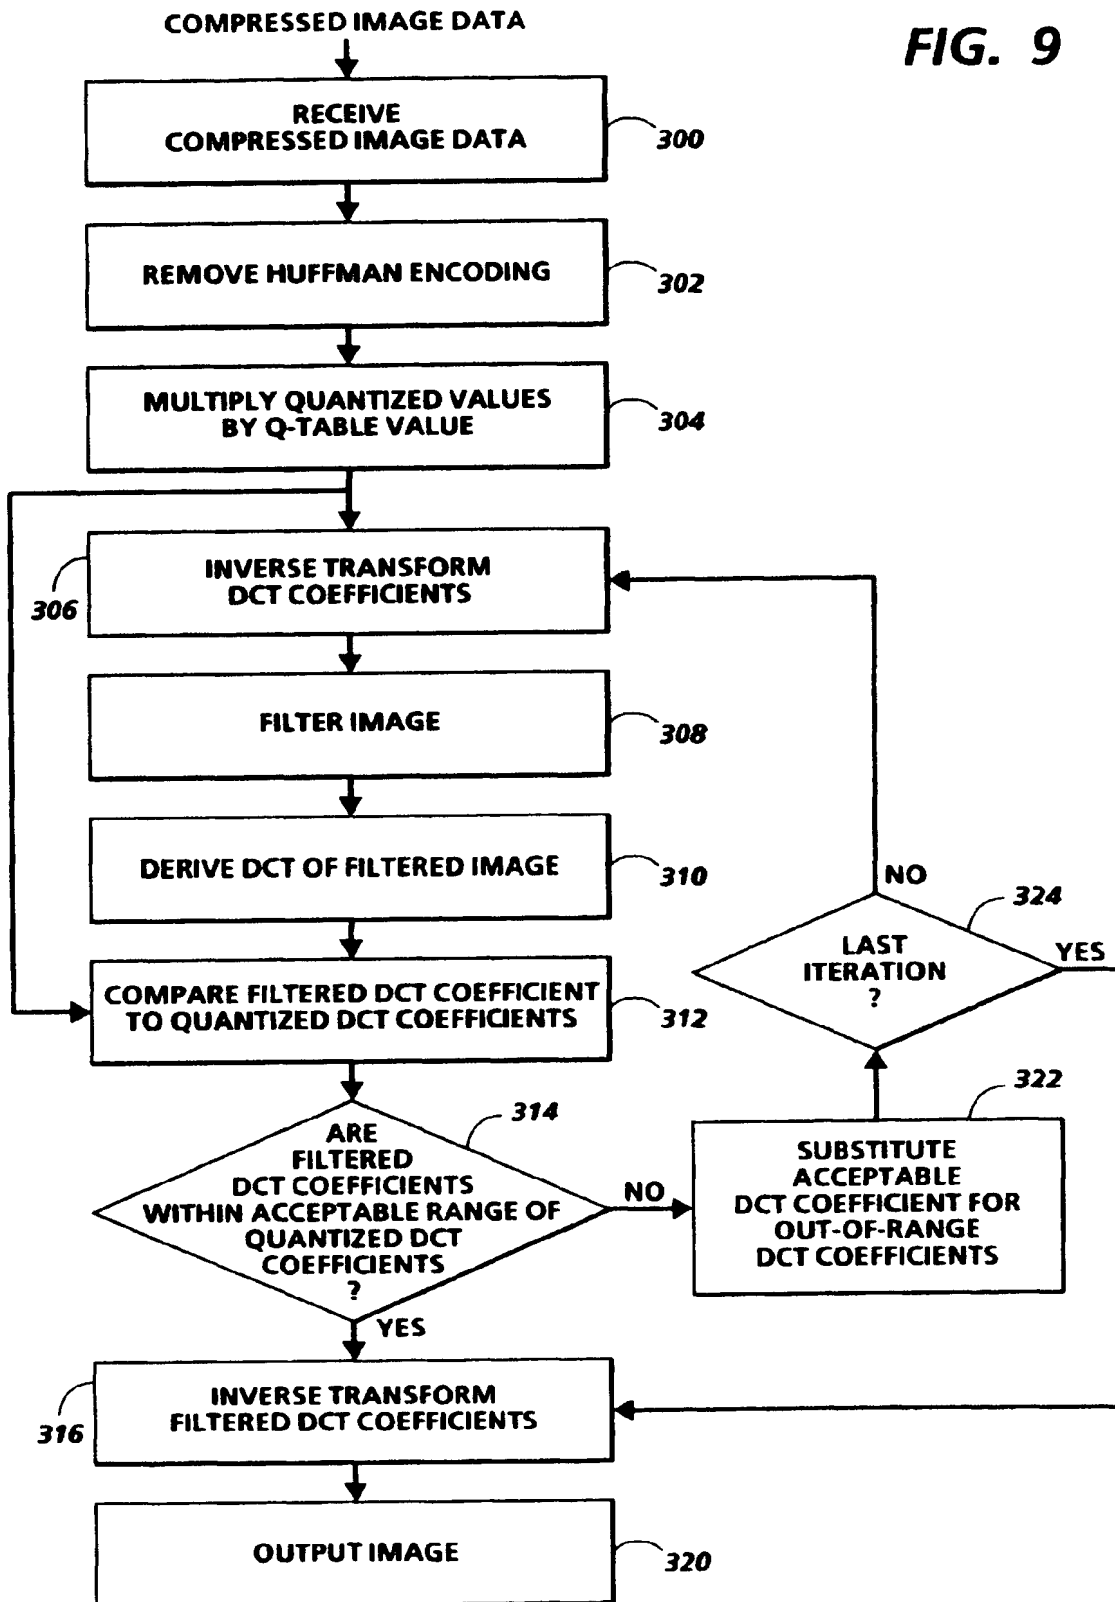 COMPRESSED IMAGE DATA
FIG. 9
RECEIVE
COMPRESSED IMAGE DATA
300
REMOVE HUFFMAN ENCODING
302
MULTIPLY QUANTIZED VALUES
BY Q-TABLE VALUE
304
INVERSE TRANSFORM
DCT COEFFICIENTS
306
FILTER IMAGE
308
DERIVE DCT OF FILTERED IMAGE
310
COMPARE FILTERED DCT COEFFICIENT
TO QUANTIZED DCT COEFFICIENTS
312
ARE
FILTERED
DCT COEFFICIENTS
WITHIN ACCEPTABLE RANGE OF
QUANTIZED DCT
COEFFICIENTS
?
314
NO
YES
SUBSTITUTE
ACCEPTABLE
DCT COEFFICIENT FOR
OUT-OF-RANGE
DCT COEFFICIENTS
322
LAST
ITERATION
?
324
NO
YES
INVERSE TRANSFORM
FILTERED DCT COEFFICIENTS
316
OUTPUT IMAGE
320